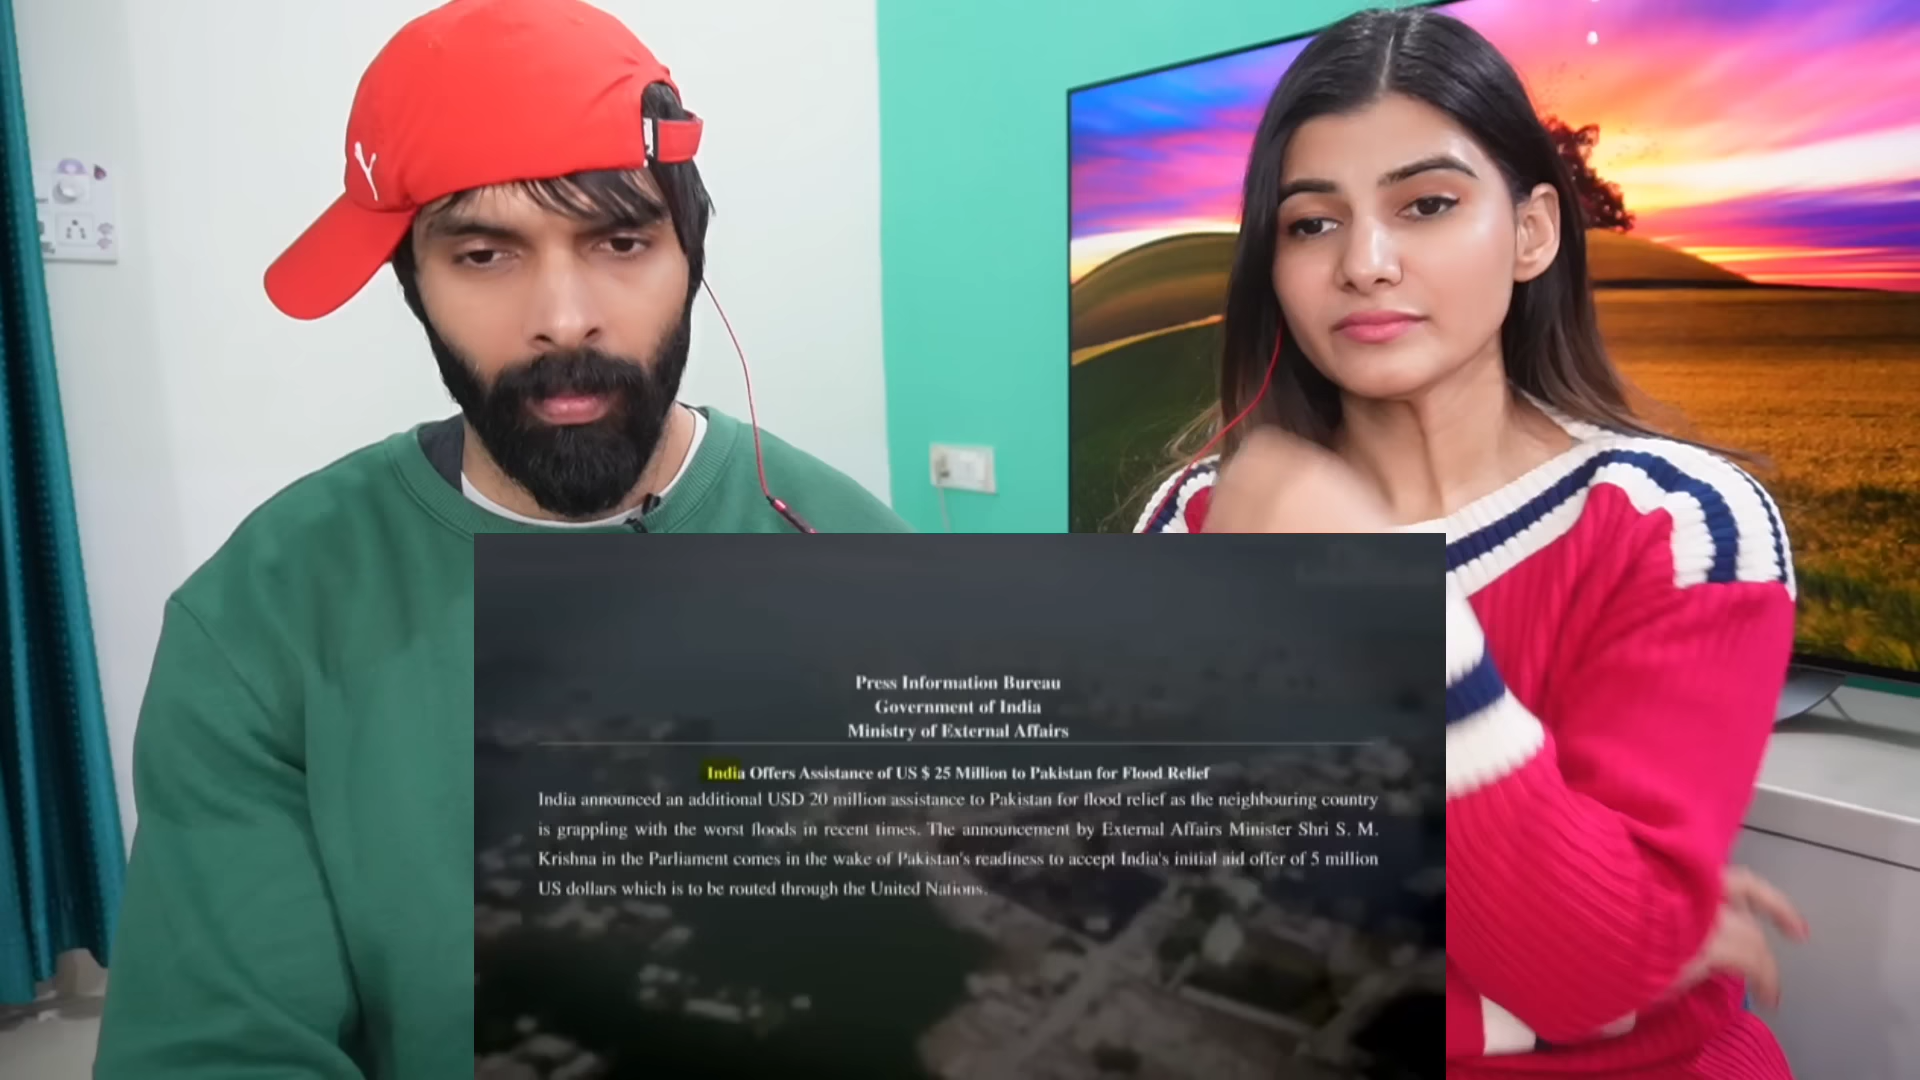 Press Information Bureau
Government of India
Ministry of External Affairs
India Offers Assistance of US $ 25 Million to Pakistan for Flood Relief
India announced an additional USD 20 million assistance to Pakistan for flood relief as the neighbouring country
is grappling with the worst floods in recent times. The announcement by External Affairs Minister Shri S. M.
Krishna in the Parliament comes in the wake of Pakistan's readiness to accept India's initial aid offer of 5 million
US dollars which is to be routed through the United Nations.